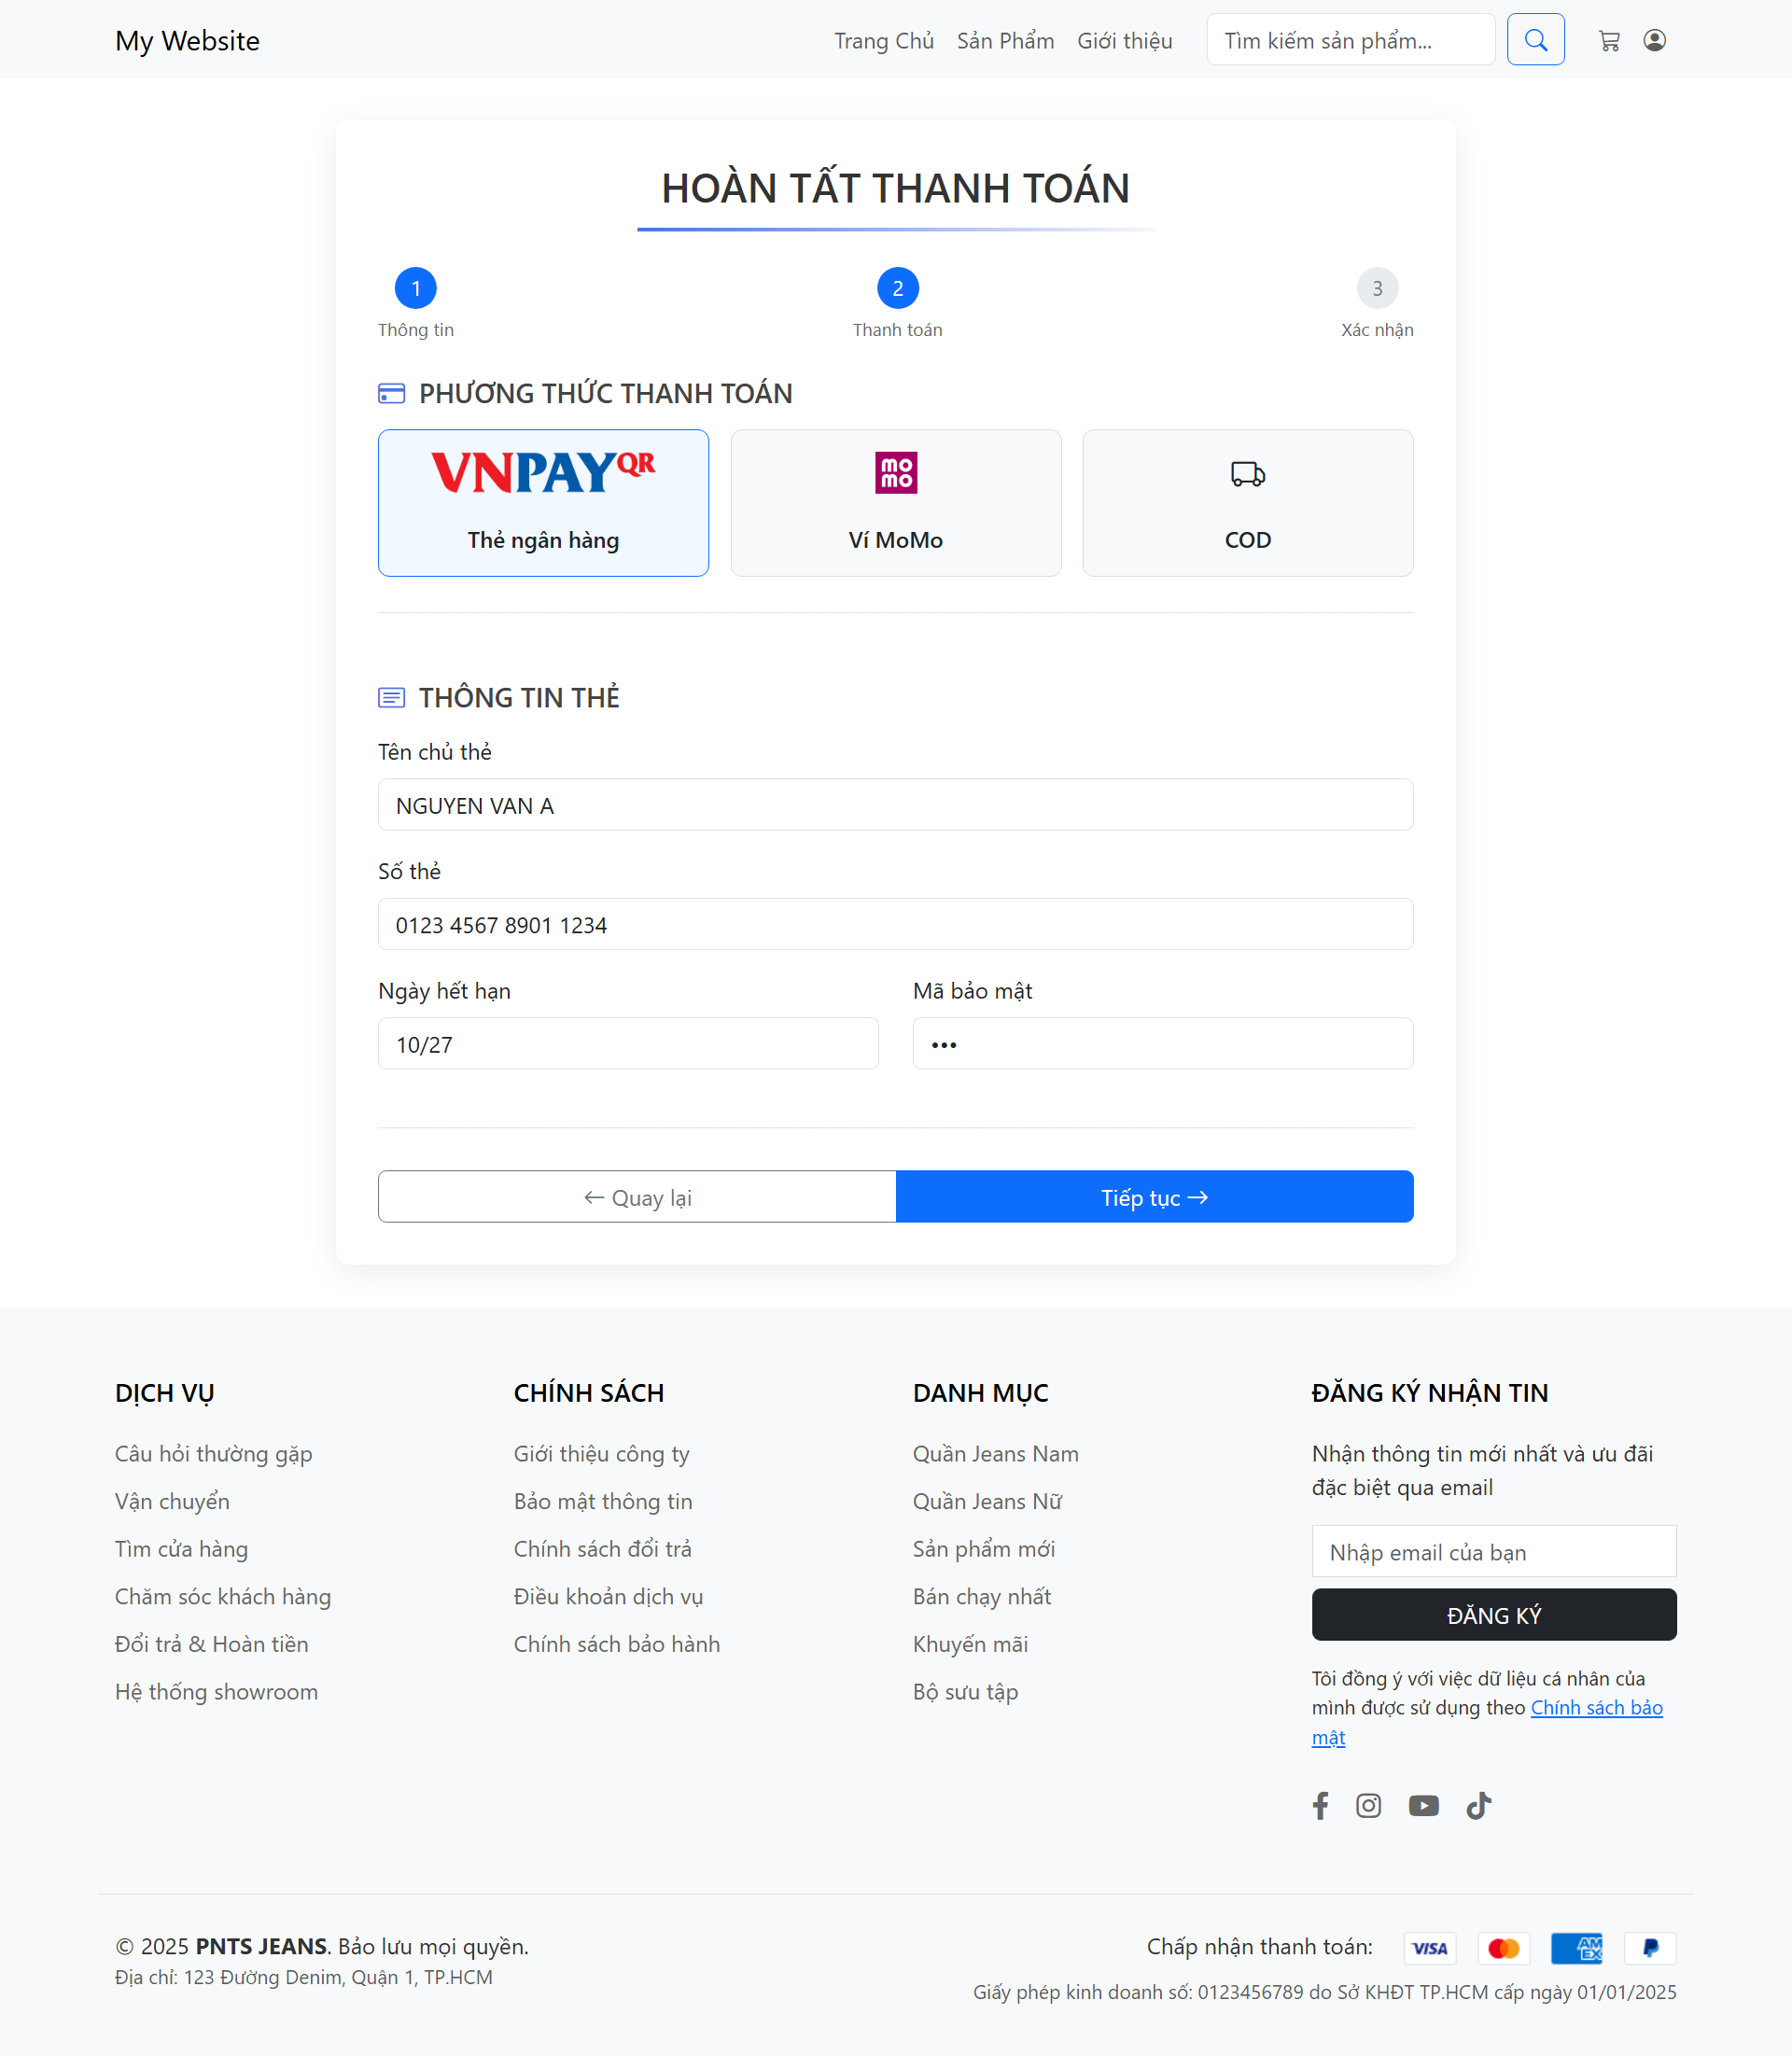 My Website
Trang Chủ
Sản Phẩm
Giới thiệu
Tìm kiếm sản phẩm...
HOÀN TẤT THANH TOÁN
1
2
3
Thông tin
Thanh toán
Xác nhận
PHƯƠNG THỨC THANH TOÁN
VNPAYQR
mo
mo
Thẻ ngân hàng
Ví MoMo
COD
THÔNG TIN THẺ
Tên chủ thẻ
NGUYEN VAN A
Số thẻ
0123 4567 8901 1234
Ngày hết hạn
Mã bảo mật
10/27
•••
← Quay lại
Tiếp tục →
DỊCH VỤ
Câu hỏi thường gặp
Vận chuyển
Tìm cửa hàng
Chăm sóc khách hàng
Đổi trả & Hoàn tiền
Hệ thống showroom
CHÍNH SÁCH
Giới thiệu công ty
Bảo mật thông tin
Chính sách đổi trả
Điều khoản dịch vụ
Chính sách bảo hành
DANH MỤC
Quần Jeans Nam
Quần Jeans Nữ
Sản phẩm mới
Bán chạy nhất
Khuyến mãi
Bộ sưu tập
ĐĂNG KÝ NHẬN TIN
Nhận thông tin mới nhất và ưu đãi
đặc biệt qua email
Nhập email của bạn
ĐĂNG KÝ
Tôi đồng ý với việc dữ liệu cá nhân của
mình được sử dụng theo Chính sách bảo
mật
© 2025 PNTS JEANS. Bảo lưu mọi quyền.
Địa chỉ: 123 Đường Denim, Quận 1, TP.HCM
Chấp nhận thanh toán:
VISA
AM
EX
Giấy phép kinh doanh số: 0123456789 do Sở KHĐT TP.HCM cấp ngày 01/01/2025